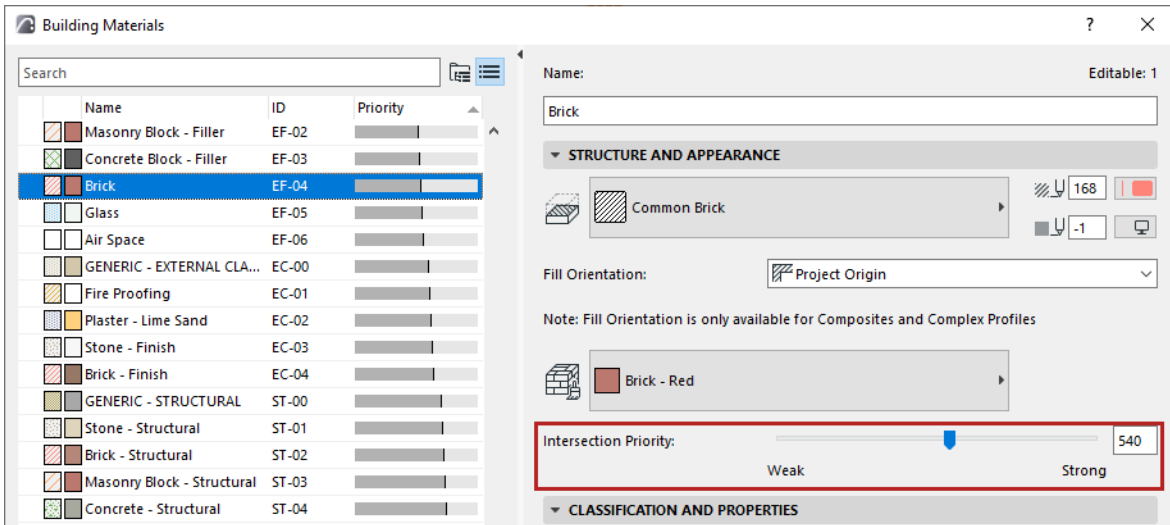 Building Materials
?
Search
Name ID Priority
Masonry Block - Filler EF-02
Concrete Block - Filler EF-03
Brick EF-04
Glass EF-05
Air Space EF-06
GENERIC - EXTERNAL CLA... EC-00
Fire Proofing EC-01
Plaster - Lime Sand EC-02
Stone - Finish EC-03
Brick - Finish EC-04
GENERIC - STRUCTURAL ST-00
Stone - Structural ST-01
Brick - Structural ST-02
Masonry Block - Structural ST-03
Concrete - Structural ST-04
Name: Editable: 1
Brick
STRUCTURE AND APPEARANCE
Common Brick
168
-1
Fill Orientation: Project Origin
Note: Fill Orientation is only available for Composites and Complex Profiles
Brick - Red
Intersection Priority: 540
Weak Strong
CLASSIFICATION AND PROPERTIES